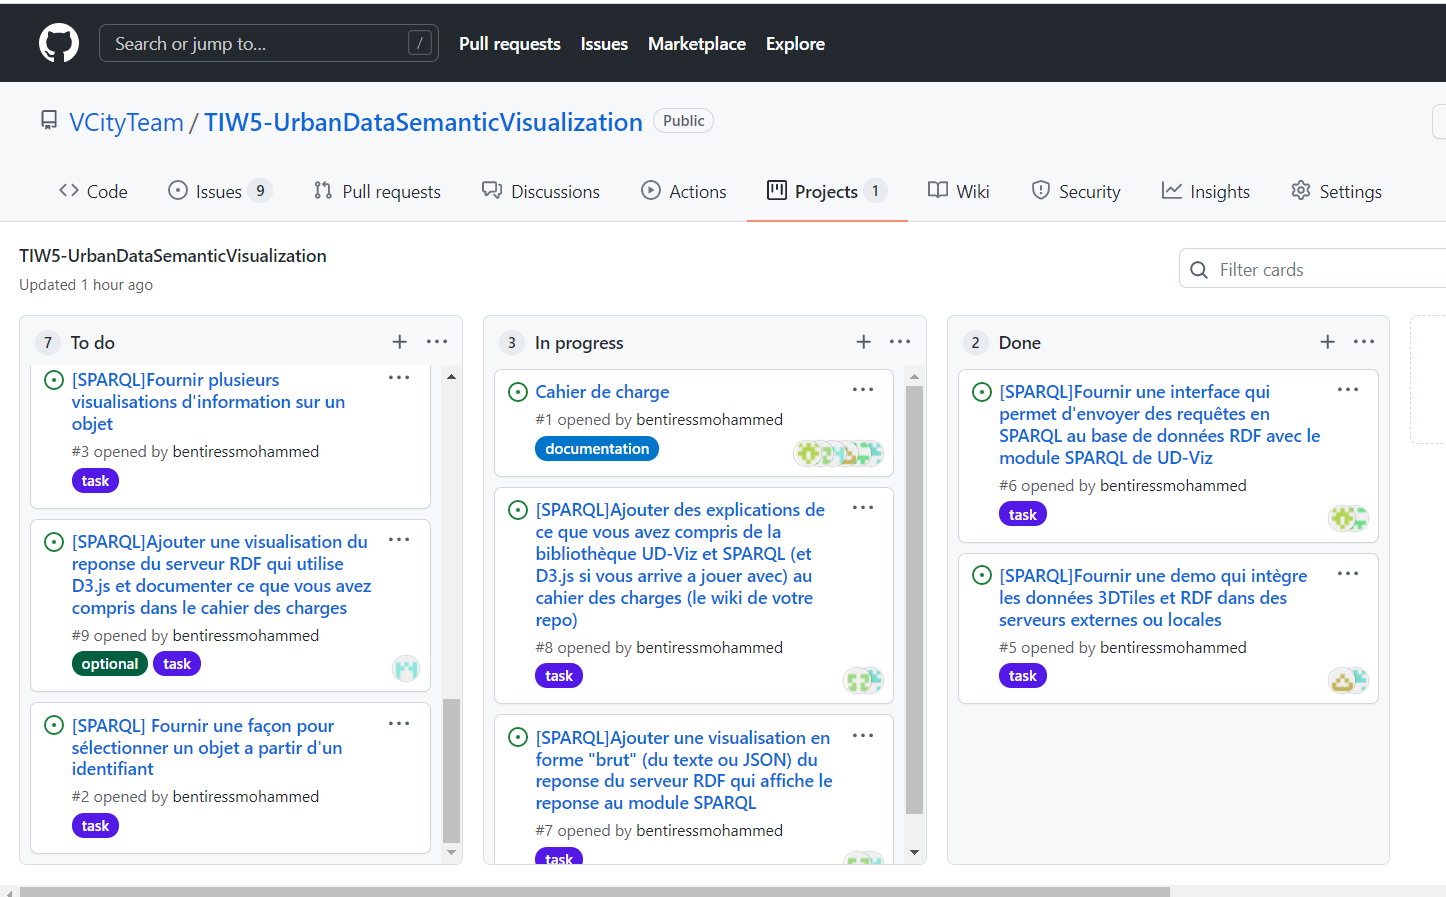 Search or jump to...
/
Pull requests
Issues
Marketplace
Explore
VCityTeam / TIW5-UrbanDataSemanticVisualization
Public
Code
Issues 9
Pull requests
Discussions
Actions
Projects 1
Wiki
Security
Insights
Settings
TIW5-UrbanDataSemanticVisualization
Updated 1 hour ago
Filter cards
7 To do
[SPARQL]Fournir plusieurs
visualisations d'information sur un
objet
#3 opened by bentiressmohammed
task
[SPARQL]Ajouter une visualisation du
reponse du serveur RDF qui utilise
D3.js et documenter ce que vous avez
compris dans le cahier des charges
#9 opened by bentiressmohammed
optional task
[SPARQL] Fournir une façon pour
sélectionner un objet a partir d'un
identifiant
#2 opened by bentiressmohammed
task
3 In progress
Cahier de charge
#1 opened by bentiressmohammed
documentation
[SPARQL]Ajouter des explications de
ce que vous avez compris de la
bibliothèque UD-Viz et SPARQL (et
D3.js si vous arrive a jouer avec) au
cahier des charges (le wiki de votre
repo)
#8 opened by bentiressmohammed
task
[SPARQL]Ajouter une visualisation en
forme "brut" (du texte ou JSON) du
reponse du serveur RDF qui affiche le
reponse au module SPARQL
#7 opened by bentiressmohammed
task
2 Done
[SPARQL]Fournir une interface qui
permet d'envoyer des requêtes en
SPARQL au base de données RDF avec le
module SPARQL de UD-Viz
#6 opened by bentiressmohammed
task
[SPARQL]Fournir une demo qui intègre
les données 3DTiles et RDF dans des
serveurs externes ou locales
#5 opened by bentiressmohammed
task